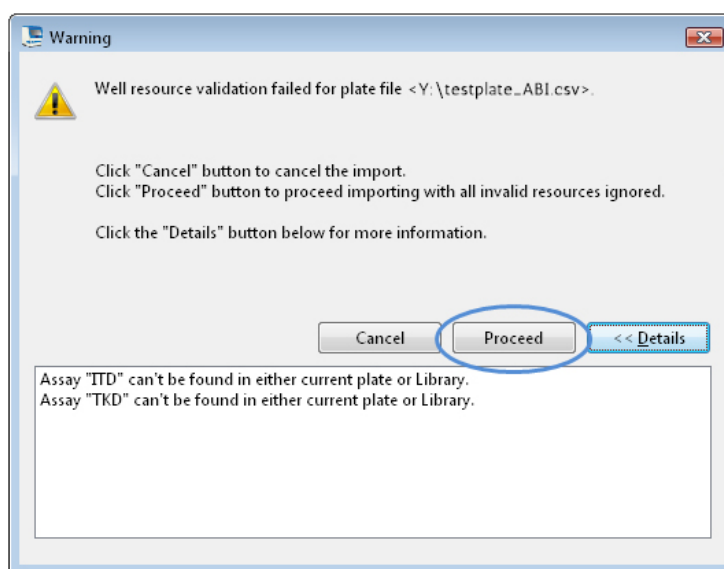 Warning
Well resource validation failed for plate file <Y:\testplate_ABI.csv>.
Click "Cancel" button to cancel the import.
Click "Proceed" button to proceed importing with all invalid resources ignored.
Click the "Details" button below for more information.
Cancel
Proceed
<< Details
Assay "ITD" can't be found in either current plate or Library.
Assay "TKD" can't be found in either current plate or Library.